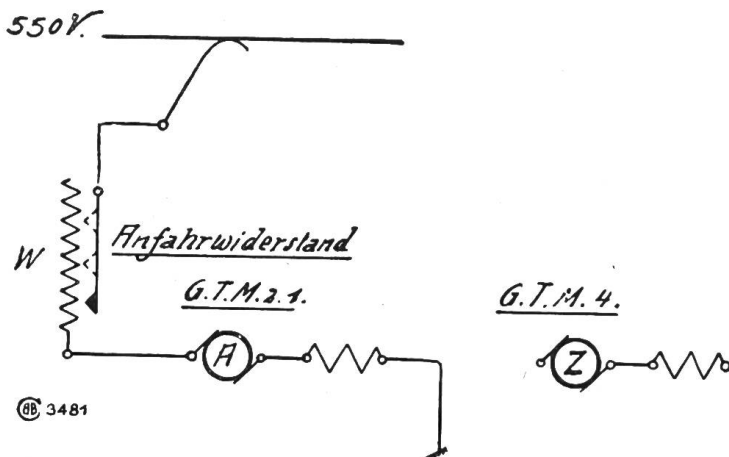 550V.
W
Anfahrwiderstand
G.T.M.2.1.
G.T.M.4.
A
Z
BB 3481